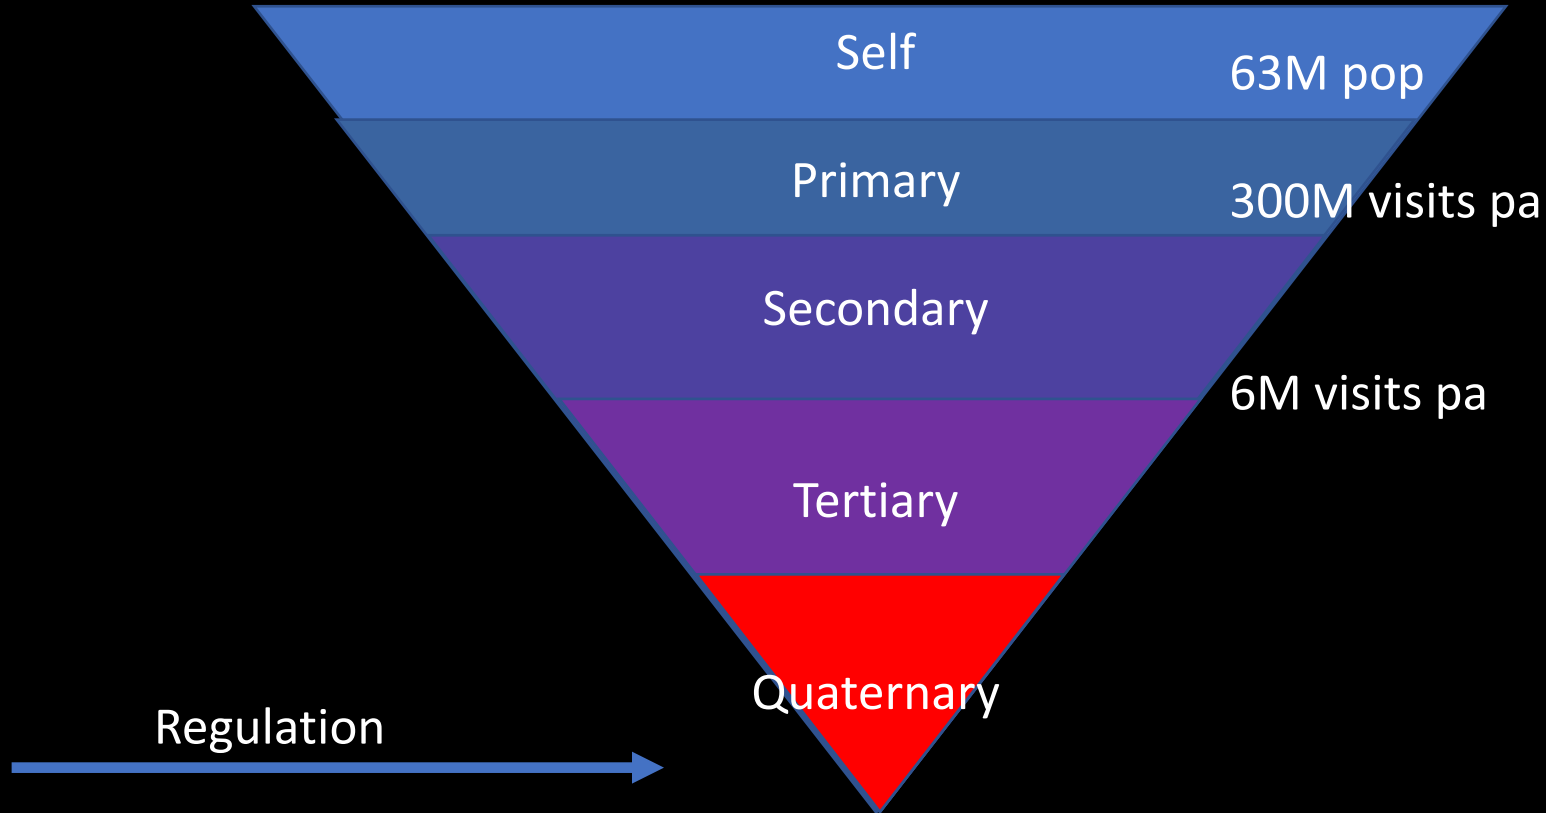 Self
63M pop
Primary
300M visits pa
Secondary
6M visits pa
Tertiary
Quaternary
Regulation